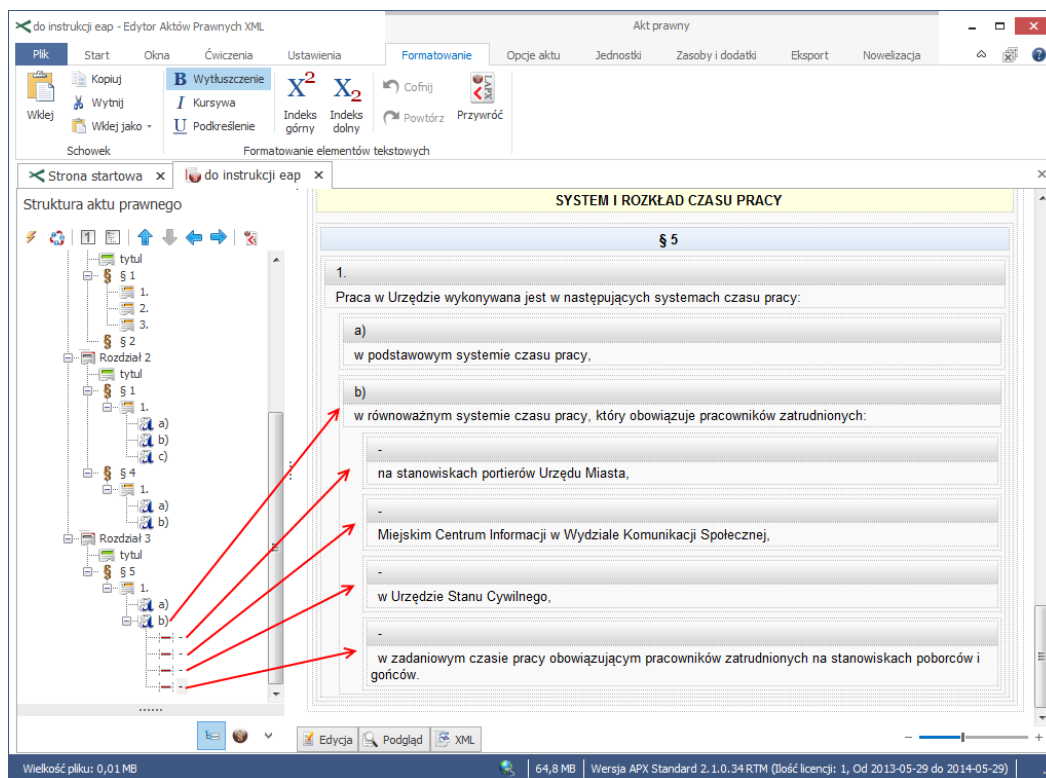 do instrukcji eap - Edytor Aktów Prawnych XML
Akt prawny
Plik Start Okna Ćwiczenia Ustawienia Formatowanie Opcje aktu Jednostki Zasoby i dodatki Eksport Nowelizacja
Wklej
Kopiuj
Wytnij
Wklej jako
Schowek
B Wytłuszczenie
I Kursywa
U Podkreślenie
X² Indeks górny
X₂ Indeks dolny
Formatowanie elementów tekstowych
Cofnij
Powtórz
LAPX
Przywróć
Strona startowa x do instrukcji eap x
Struktura aktu prawnego
tytul
§ § 1
1.
2.
3.
§ § 2
Rozdział 2
tytul
§ § 1
1.
a)
b)
c)
§ § 4
1.
a)
b)
Rozdział 3
tytul
§ § 5
1.
a)
b)
-
-
-
-
SYSTEM I ROZKŁAD CZASU PRACY
§ 5
1.
Praca w Urzędzie wykonywana jest w następujących systemach czasu pracy:
a)
w podstawowym systemie czasu pracy,
b)
w równoważnym systemie czasu pracy, który obowiązuje pracowników zatrudnionych:
-
na stanowiskach portierów Urzędu Miasta,
-
Miejskim Centrum Informacji w Wydziale Komunikacji Społecznej,
-
w Urzędzie Stanu Cywilnego,
-
w zadaniowym czasie pracy obowiązującym pracowników zatrudnionych na stanowiskach poborców i
gońców.
Edycja Podgląd XML
Wielkość pliku: 0,01 MB
64,8 MB Wersja APX Standard 2.1.0.34 RTM (Ilość licencji: 1, Od 2013-05-29 do 2014-05-29)